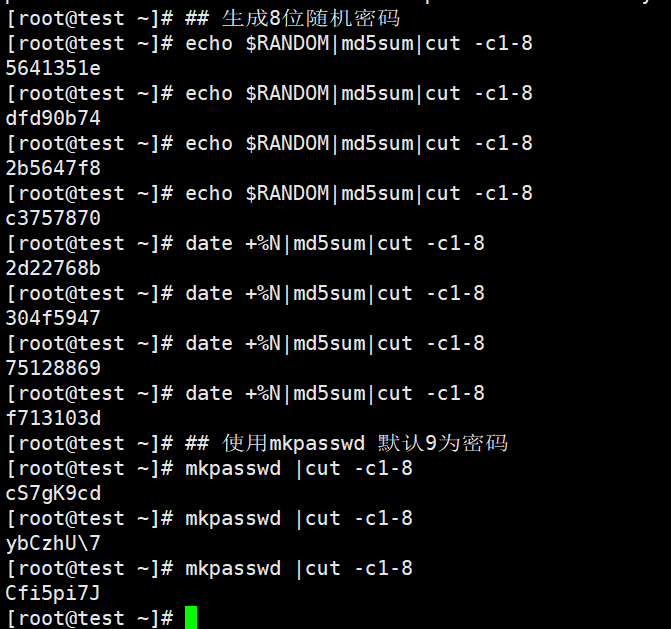 [root@test ~]# ## 生成8位随机密码
[root@test ~]# echo $RANDOM|md5sum|cut -c1-8
5641351e
[root@test ~]# echo $RANDOM|md5sum|cut -c1-8
dfd90b74
[root@test ~]# echo $RANDOM|md5sum|cut -c1-8
2b5647f8
[root@test ~]# echo $RANDOM|md5sum|cut -c1-8
c3757870
[root@test ~]# date +%N|md5sum|cut -c1-8
2d22768b
[root@test ~]# date +%N|md5sum|cut -c1-8
304f5947
[root@test ~]# date +%N|md5sum|cut -c1-8
75128869
[root@test ~]# date +%N|md5sum|cut -c1-8
f713103d
[root@test ~]# ## 使用mkpasswd 默认9为密码
[root@test ~]# mkpasswd |cut -c1-8
cS7gK9cd
[root@test ~]# mkpasswd |cut -c1-8
ybCzhU\7
[root@test ~]# mkpasswd |cut -c1-8
Cfi5pi7J
[root@test ~]#